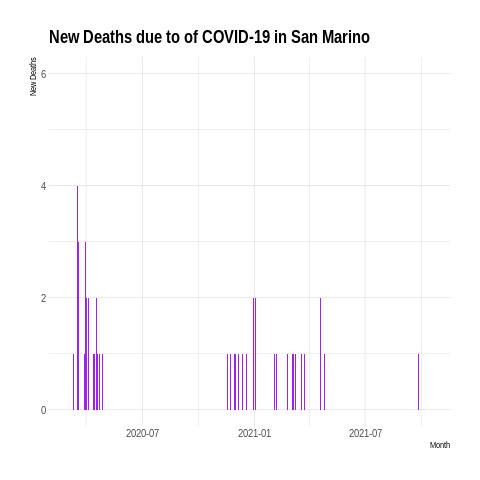 New Deaths due to of COVID-19 in San Marino
New Deaths
6
4
2
0
2020-07
2021-01
2021-07
Month